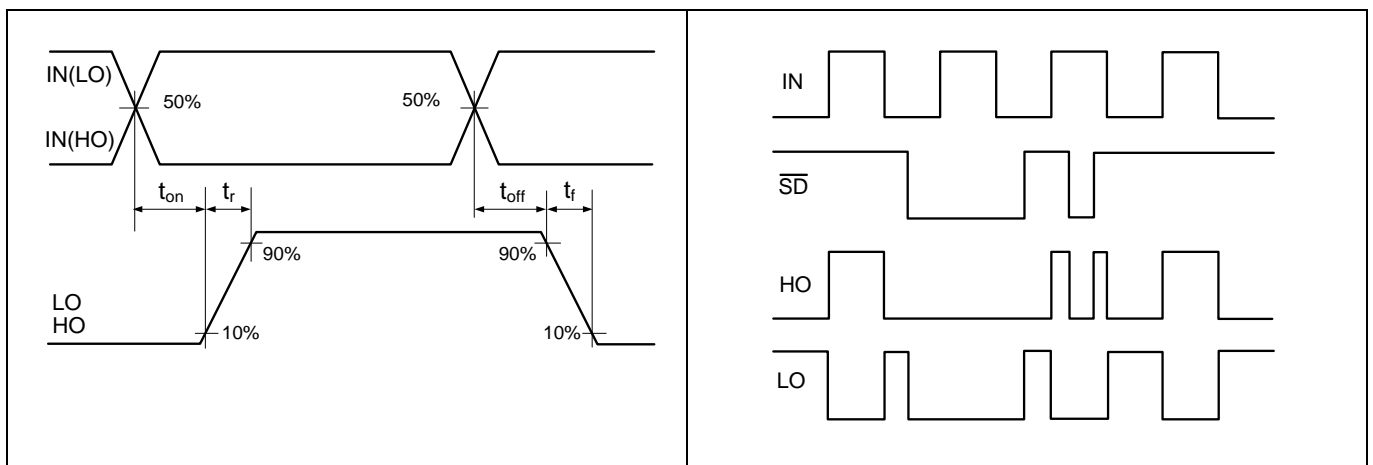 IN(LO)
50%
50%
IN(HO)
ton
tr
toff
tf
90%
90%
LO
HO
10%
10%
IN
S̅D̅
HO
LO